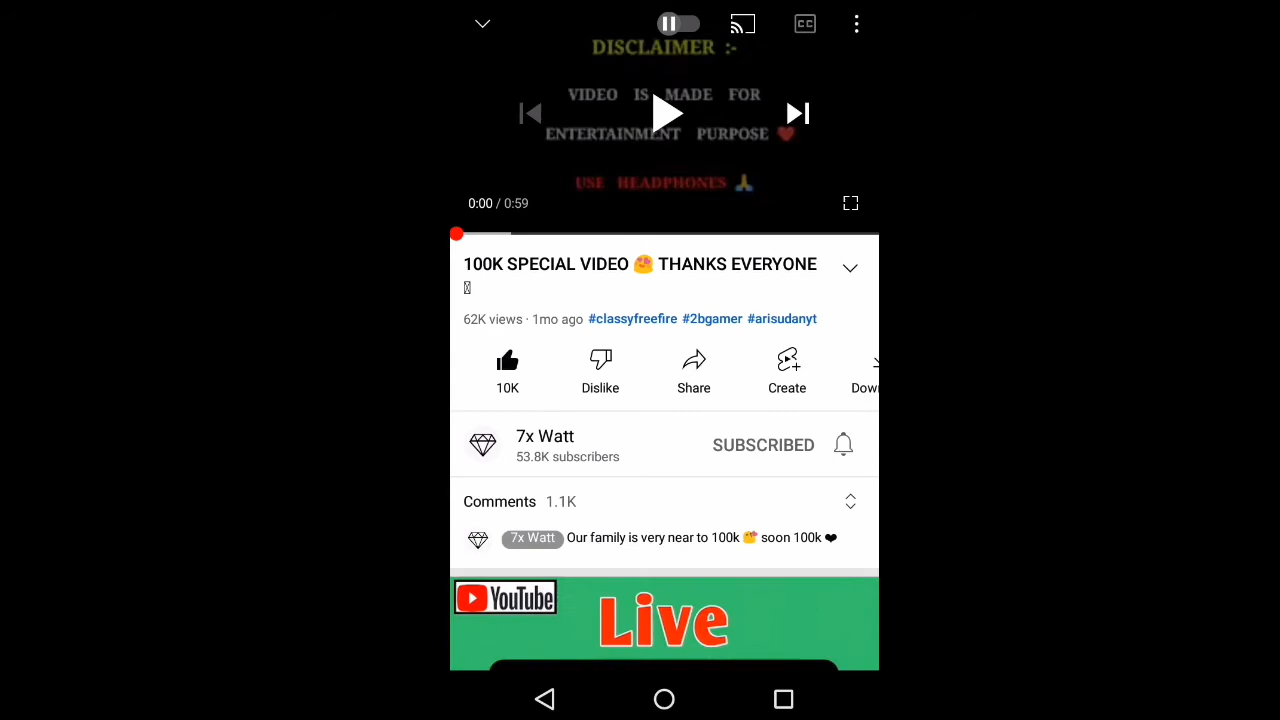 CC
DISCLAIMER :-
VIDEO IS MADE FOR
ENTERTAINMENT PURPOSE ❤️
USE HEADPHONES 🙏
0:00 / 0:59
100K SPECIAL VIDEO 🥰 THANKS EVERYONE
62K views · 1mo ago #classyfreefire #2bgamer #arisudanyt
10K Dislike Share Create Down
7x Watt
SUBSCRIBED
53.8K subscribers
Comments 1.1K
7x Watt Our family is very near to 100k 🥰 soon 100k ❤
YouTube
Live